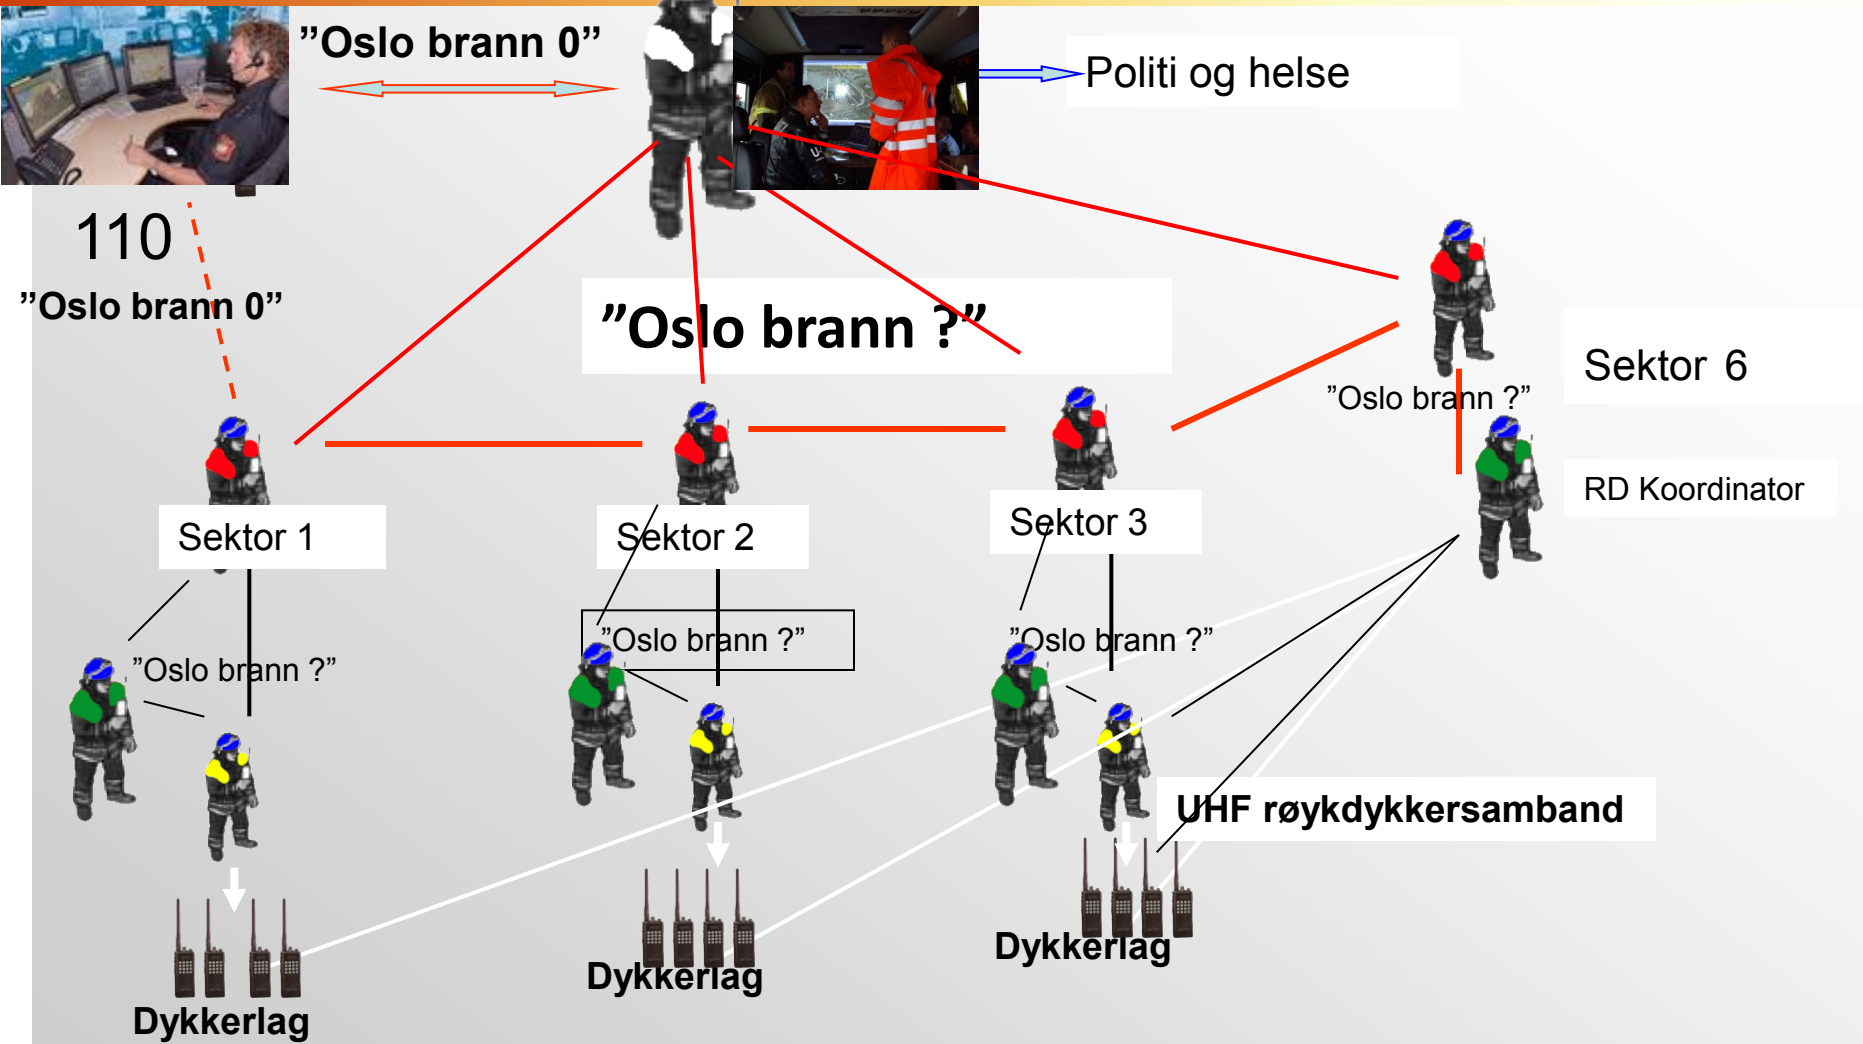 ”Oslo brann 0”
Politi og helse
110
”Oslo brann 0”
”Oslo brann ?”
Sektor 6
”Oslo brann ?”
RD Koordinator
Sektor 1
Sektor 2
Sektor 3
”Oslo brann ?”
”Oslo brann ?”
”Oslo brann ?”
UHF røykdykkersamband
Dykkerlag
Dykkerlag
Dykkerlag